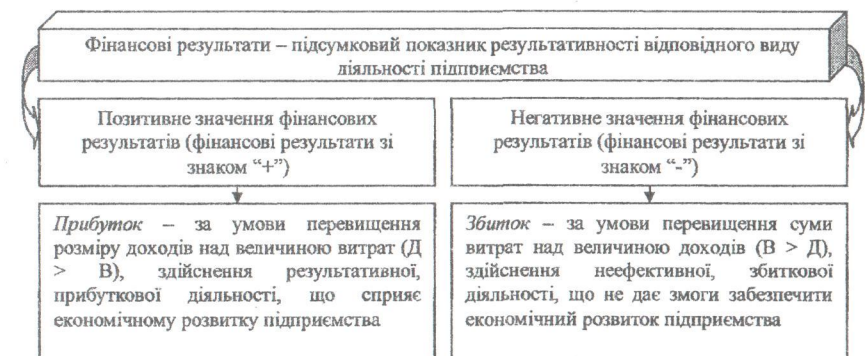 Фінансові результати – підсумковий показник результативності відповідного виду
діяльності підприємства
Позитивне значення фінансових
результатів (фінансові результати зі
знаком “+”)
Негативне значення фінансових
результатів (фінансові результати зі
знаком “-”)
Прибуток – за умови перевищення
розміру доходів над величиною витрат (Д
> В), здійснення результативної,
прибуткової діяльності, що сприяє
економічному розвитку підприємства
Збиток – за умови перевищення суми
витрат над величиною доходів (В > Д),
здійснення неефективної, збиткової
діяльності, що не дає змоги забезпечити
економічний розвиток підприємства